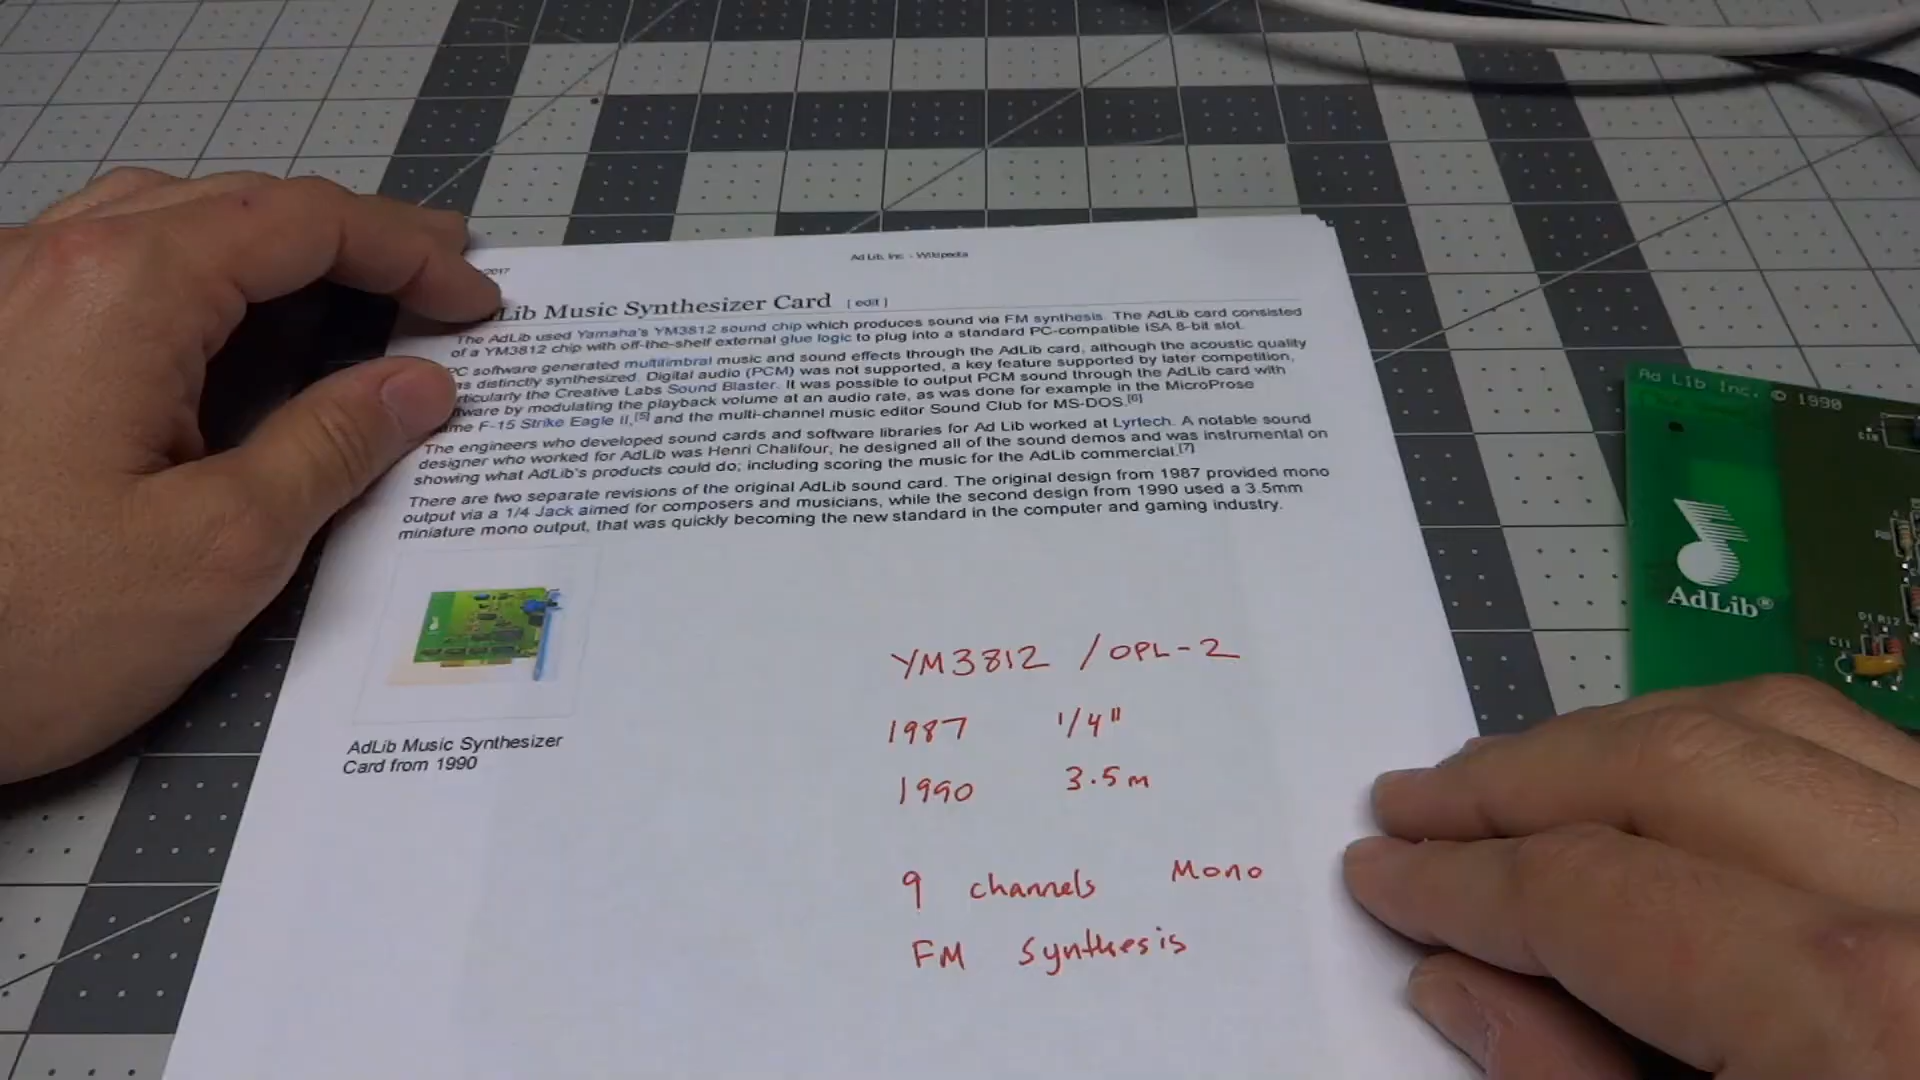 Ad Lib, Inc. - Wikipedia
2017
Lib Music Synthesizer Card [ edit ]
The AdLib used Yamaha's YM3812 sound chip which produces sound via FM synthesis. The AdLib card consisted
of a YM3812 chip with off-the-shelf external glue logic to plug into a standard PC-compatible ISA 8-bit slot.
PC software generated multitimbral music and sound effects through the AdLib card, although the acoustic quality
as distinctly synthesized. Digital audio (PCM) was not supported, a key feature supported by later competition,
rticularly the Creative Labs Sound Blaster. It was possible to output PCM sound through the AdLib card with
ftware by modulating the playback volume at an audio rate, as was done for example in the MicroProse
me F-15 Strike Eagle II,[5] and the multi-channel music editor Sound Club for MS-DOS.[6]
The engineers who developed sound cards and software libraries for Ad Lib worked at Lyrtech. A notable sound
designer who worked for AdLib was Henri Chalifour, he designed all of the sound demos and was instrumental on
showing what AdLib's products could do; including scoring the music for the AdLib commercial.[7]
There are two separate revisions of the original AdLib sound card. The original design from 1987 provided mono
output via a 1/4 Jack aimed for composers and musicians, while the second design from 1990 used a 3.5mm
miniature mono output, that was quickly becoming the new standard in the computer and gaming industry.
AdLib Music Synthesizer
Card from 1990
YM3812 / OPL-2
1987 1/4"
1990 3.5m
9 channels Mono
FM Synthesis
Ad Lib Inc. © 1990
AdLib®
D1 R12
C11